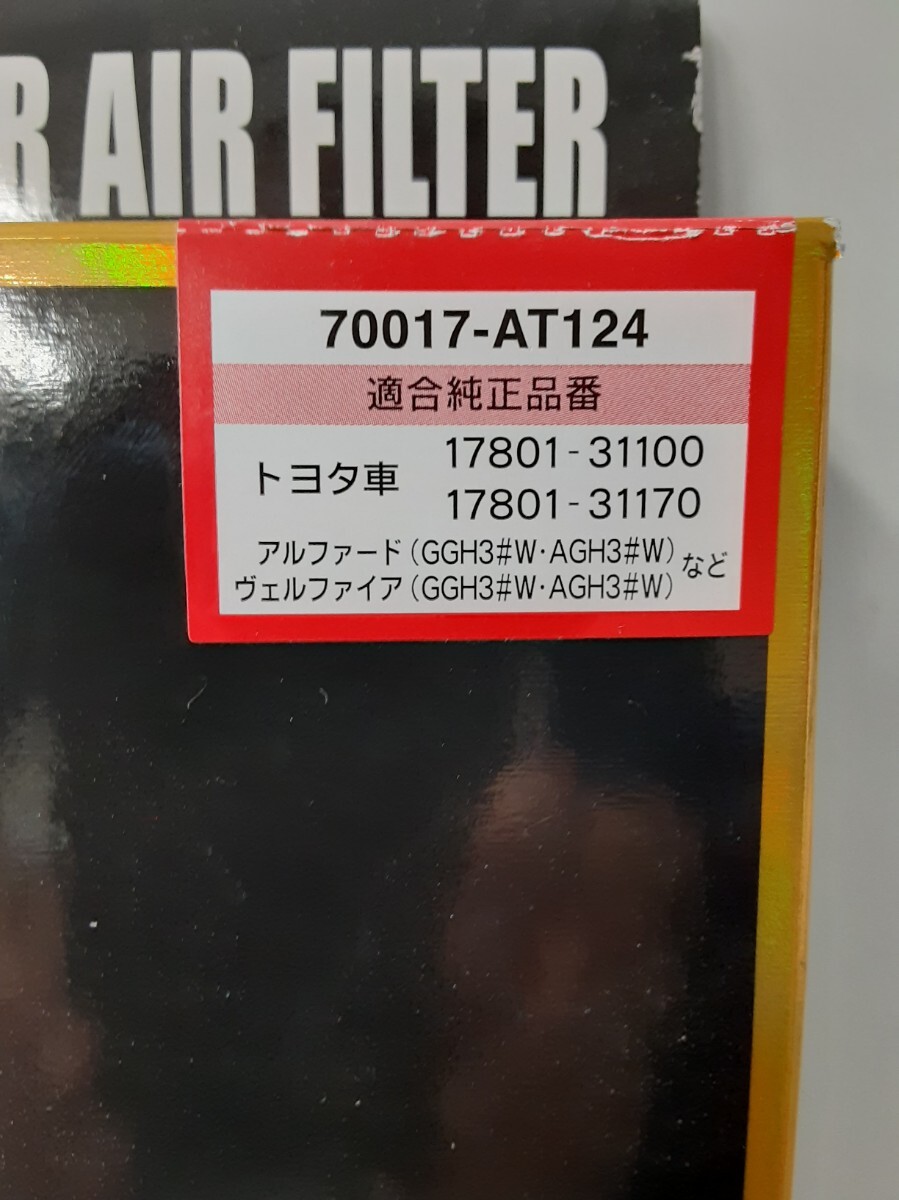 R AIR FILTER
70017-AT124
適合純正品番
トヨタ車 17801-31100
17801-31170
アルファード(GGH3#W・AGH3#W)
ヴェルファイア(GGH3#W・AGH3#W)など